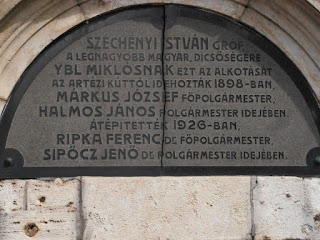 SZÉCHENYI ISTVÁN GRÓF
A LEGNAGYOBB MAGYAR, DICSŐSÉGÉRE
YBL MIKLÓSNAK EZT AZ ALKOTÁSÁT
AZ ARTÉZI KÚTTÓL IDEHOZTÁK 1898-BAN,
MÁRKUS JÓZSEF FŐPOLGÁRMESTER,
HALMOS JÁNOS POLGÁRMESTER IDEJÉBEN.
ÁTÉPÍTETTÉK 1926-BAN.
RIPKA FERENC DR FŐPOLGÁRMESTER,
SIPŐCZ JENŐ DR POLGÁRMESTER IDEJÉBEN.